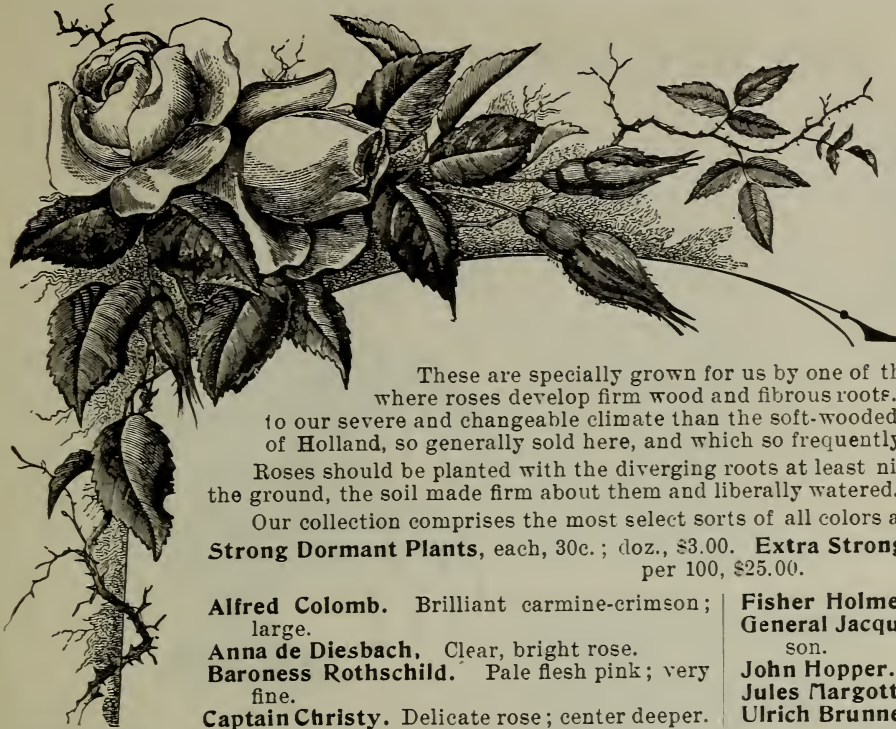 These are specially grown for us by one of th
where roses develop firm wood and fibrous roots.
to our severe and changeable climate than the soft-wooded
of Holland, so generally sold here, and which so frequently
Roses should be planted with the diverging roots at least ni
the ground, the soil made firm about them and liberally watered.
Our collection comprises the most select sorts of all colors a
Strong Dormant Plants, each, 30c.; doz., $3.00. Extra Strong
per 100, $25.00.
Alfred Colomb. Brilliant carmine-crimson;
large.
Anna de Diesbach, Clear, bright rose.
Baroness Rothschild. Pale flesh pink; very
fine.
Captain Christy. Delicate rose; center deeper.
Fisher Holme
General Jacqu
son.
John Hopper.
Jules Margott
Ulrich Brunne